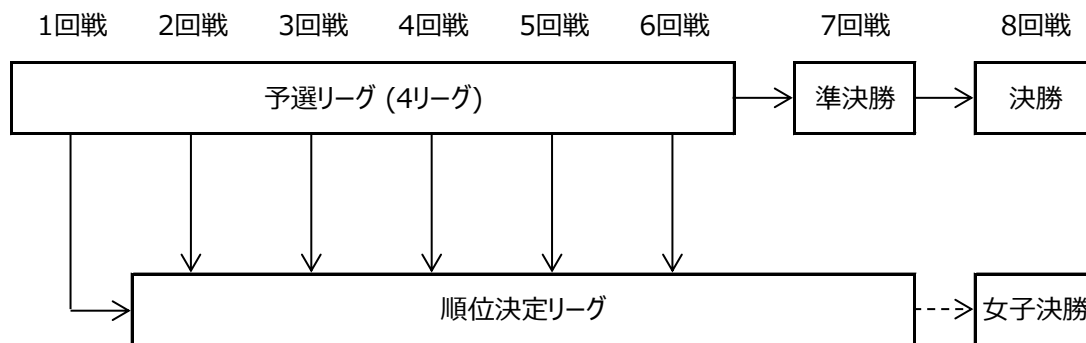 1回戦 2回戦 3回戦 4回戦 5回戦 6回戦 7回戦 8回戦
予選リーグ (4リーグ) 準決勝 決勝
順位決定リーグ 女子決勝